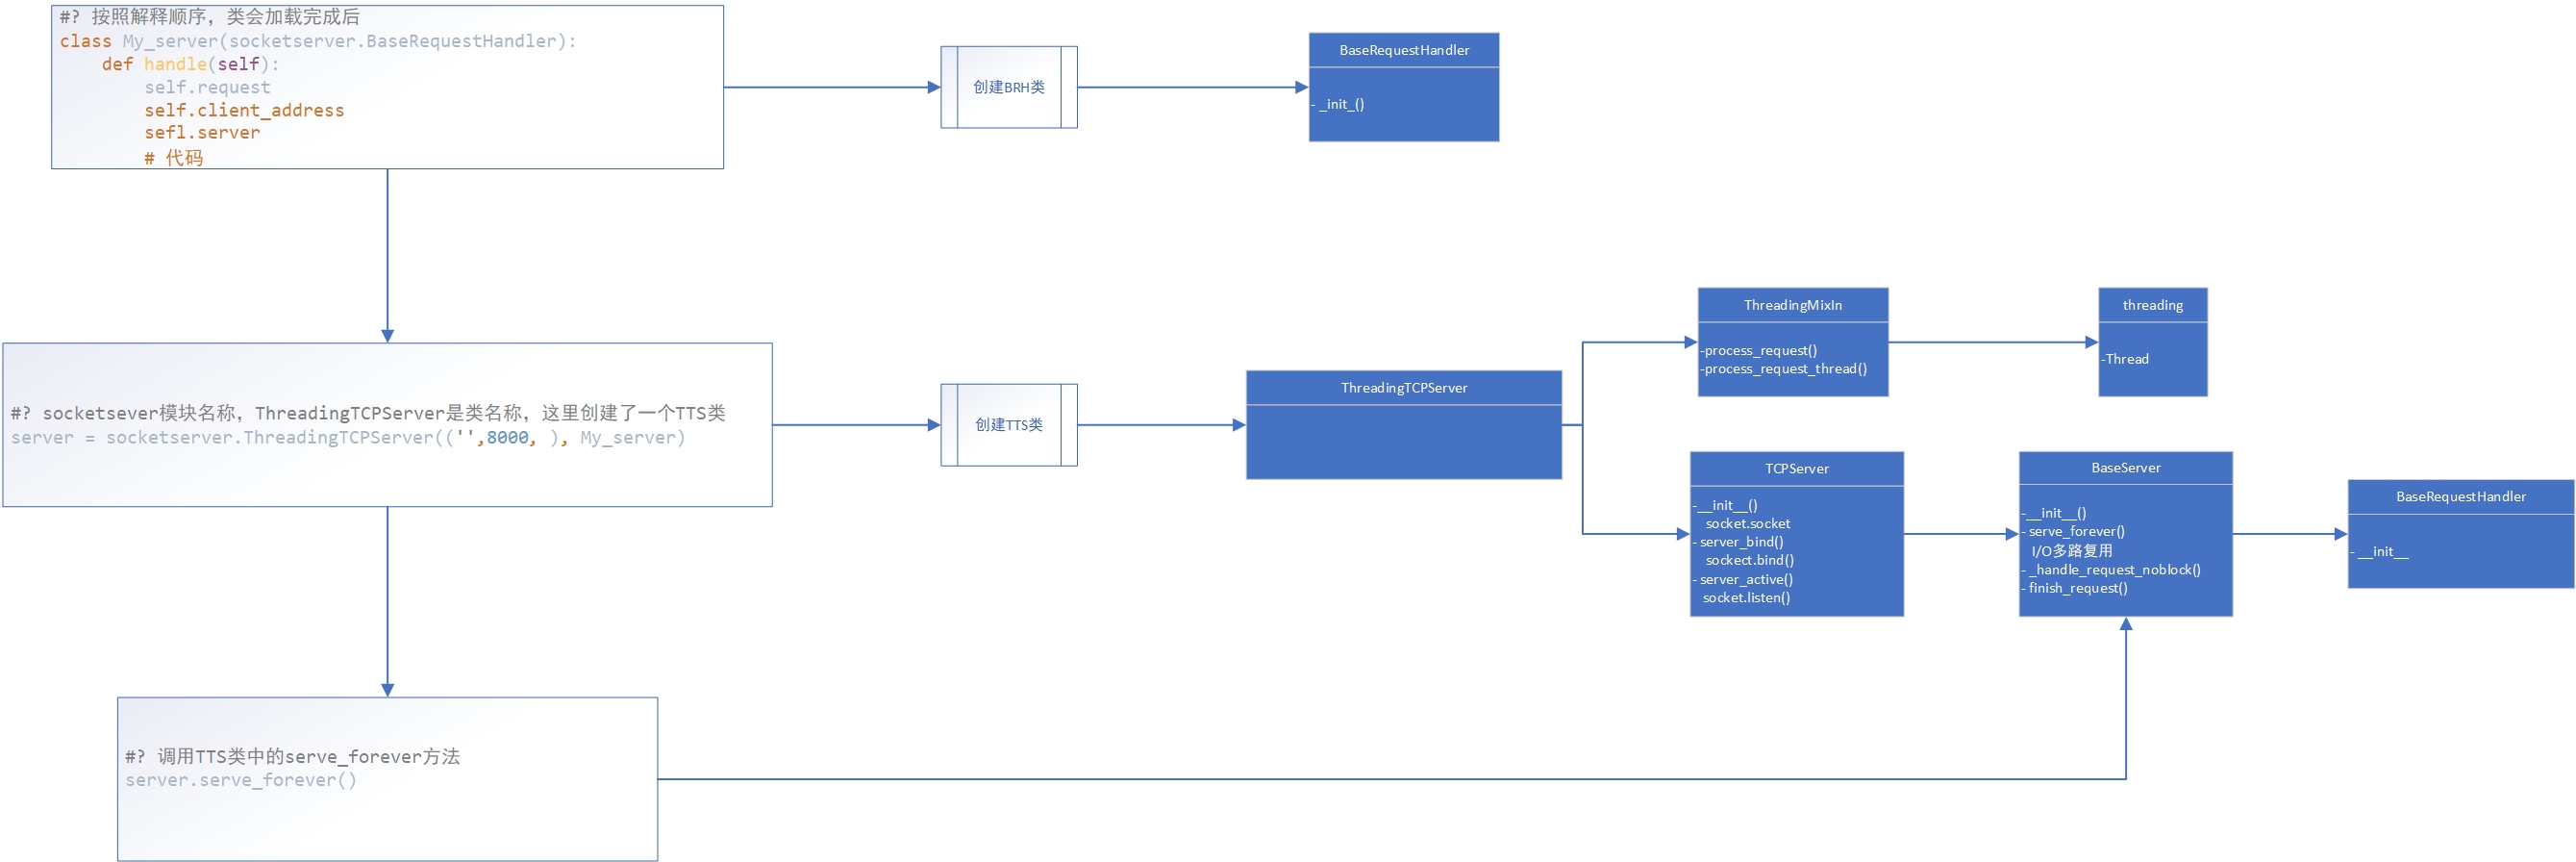 #? 按照解释顺序，类会加载完成后
class My_server(socketserver.BaseRequestHandler):
def handle(self):
self.request
self.client_address
sefl.server
# 代码
创建BRH类
BaseRequestHandler
- _init_()
#? socketsever模块名称，ThreadingTCPServer是类名称，这里创建了一个TTS类
server = socketserver.ThreadingTCPServer(('',8000, ), My_server)
创建TTS类
ThreadingTCPServer
ThreadingMixIn
-process_request()
-process_request_thread()
threading
-Thread
TCPServer
-__init__()
socket.socket
- server_bind()
sockect.bind()
- server_active()
socket.listen()
BaseServer
-__init__()
- serve_forever()
I/O多路复用
- _handle_request_noblock()
- finish_request()
BaseRequestHandler
- __init__
#? 调用TTS类中的serve_forever方法
server.serve_forever()